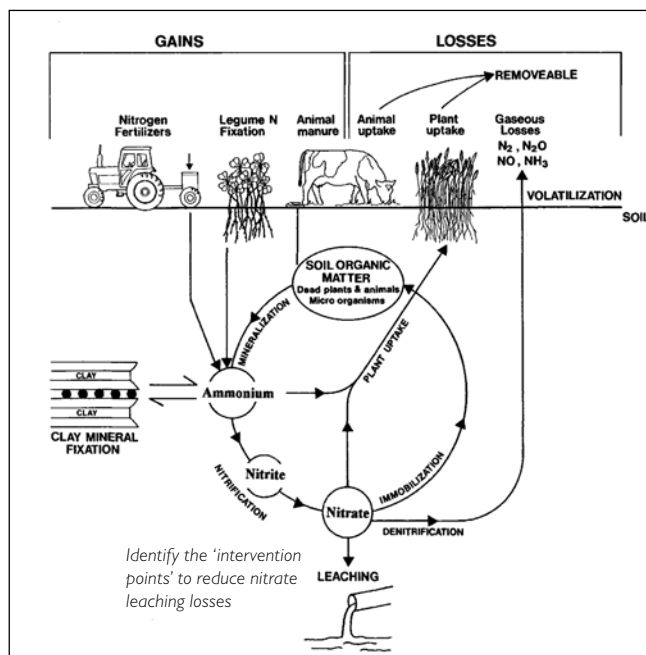 GAINS
LOSSES
REMOVEABLE
Nitrogen
Fertilizers
Legume N
Fixation
Animal
manure
Animal
uptake
Plant
uptake
Gaseous
Losses
N₂ , N₂O
NO , NH₃
VOLATILIZATION
SOIL
SOIL ORGANIC
MATTER
Dead plants & animals
Micro organisms
MINERALIZATION
PLANT UPTAKE
CLAY
CLAY
CLAY MINERAL
FIXATION
Ammonium
Nitrite
NITRIFICATION
Nitrate
IMMOBILIZATION
DENITRIFICATION
LEACHING
Identify the ‘intervention
points’ to reduce nitrate
leaching losses